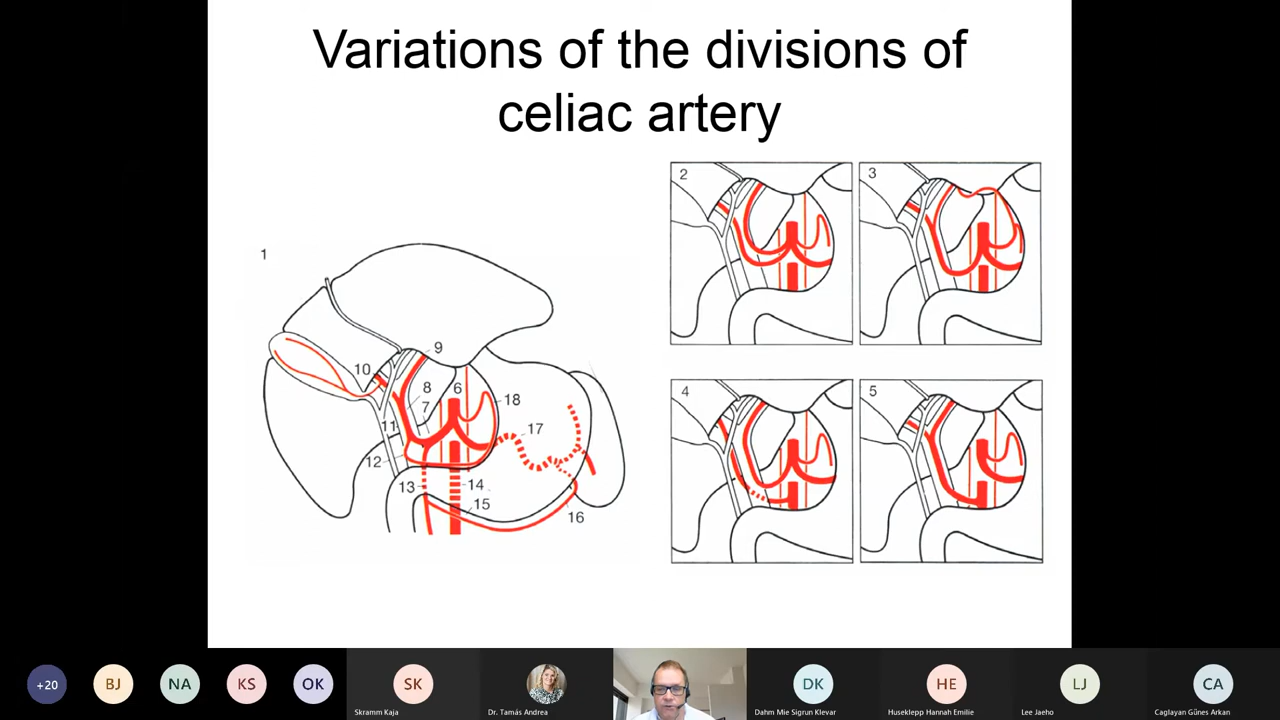 Variations of the divisions of
celiac artery
1
9
10
8
6
7
18
11
17
12
13
14
15
16
2
3
4
5
+20
BJ
NA
KS
OK
SK
Skramm Kaja
Dr. Tamás Andrea
DK
Dahm Mie Sigrun Klevar
HE
Huseklepp Hannah Emilie
LJ
Lee Jaeho
CA
Caglayan Günes Arkan